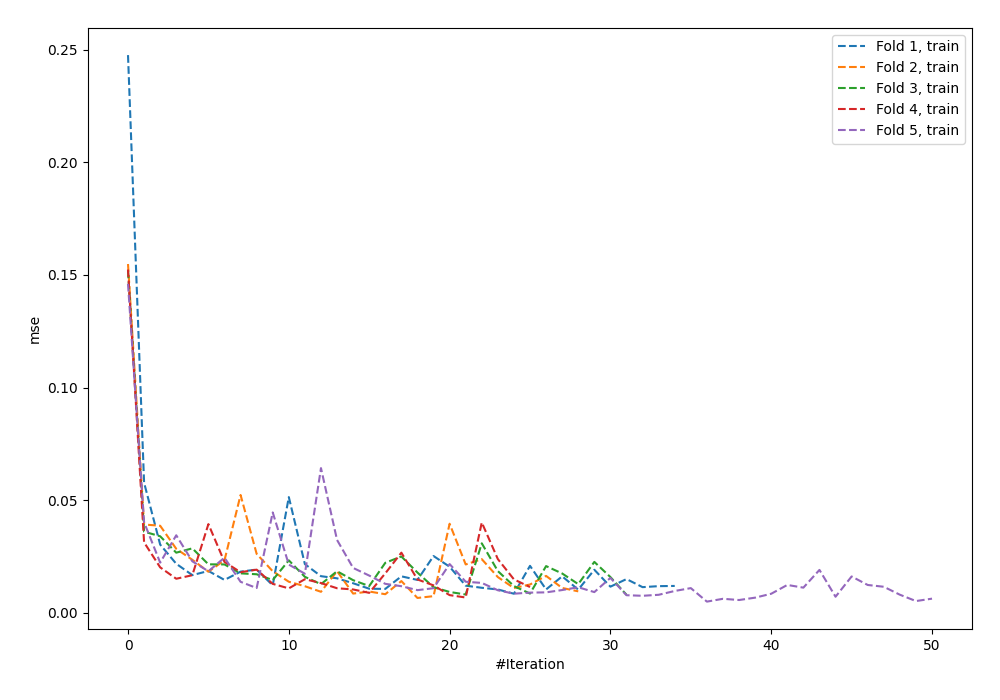 0.25
0.20
0.15
0.10
0.05
0.00
mse
0
10
20
30
40
50
#Iteration
Fold 1, train
Fold 2, train
Fold 3, train
Fold 4, train
Fold 5, train